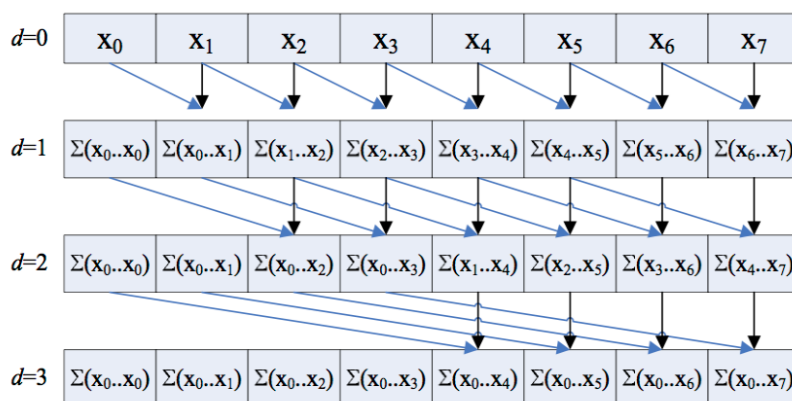 d=0 x₀ x₁ x₂ x₃ x₄ x₅ x₆ x₇
d=1 Σ(x₀..x₀) Σ(x₀..x₁) Σ(x₁..x₂) Σ(x₂..x₃) Σ(x₃..x₄) Σ(x₄..x₅) Σ(x₅..x₆) Σ(x₆..x₇)
d=2 Σ(x₀..x₀) Σ(x₀..x₁) Σ(x₀..x₂) Σ(x₀..x₃) Σ(x₁..x₄) Σ(x₂..x₅) Σ(x₃..x₆) Σ(x₄..x₇)
d=3 Σ(x₀..x₀) Σ(x₀..x₁) Σ(x₀..x₂) Σ(x₀..x₃) Σ(x₀..x₄) Σ(x₀..x₅) Σ(x₀..x₆) Σ(x₀..x₇)